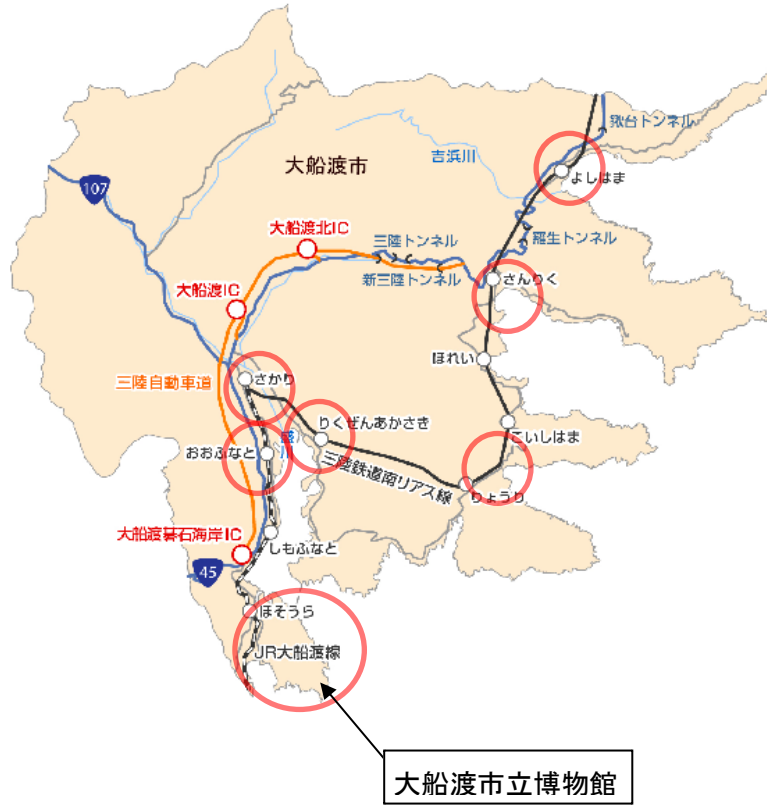 鍬台トンネル
吉浜川
大船渡市
よしはま
107
大船渡北IC
三陸トンネル
羅生トンネル
新三陸トンネル
さんりく
大船渡IC
ほれい
三陸自動車道
さかり
りくぜんあかさき
こいしはま
盛川
おおふなと
三陸鉄道南リアス線
りょうり
大船渡碁石海岸IC
しもふなと
45
ほそうら
JR大船渡線
大船渡市立博物館